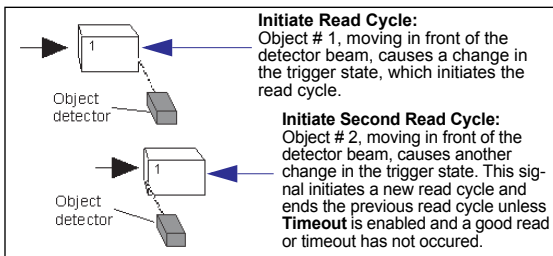 Initiate Read Cycle:
Object # 1, moving in front of the
detector beam, causes a change in
the trigger state, which initiates the
read cycle.
1
Object
detector
Initiate Second Read Cycle:
Object # 2, moving in front of the
detector beam, causes another
change in the trigger state. This sig-
nal initiates a new read cycle and
ends the previous read cycle unless
Timeout is enabled and a good read
or timeout has not occured.
1
Object
detector